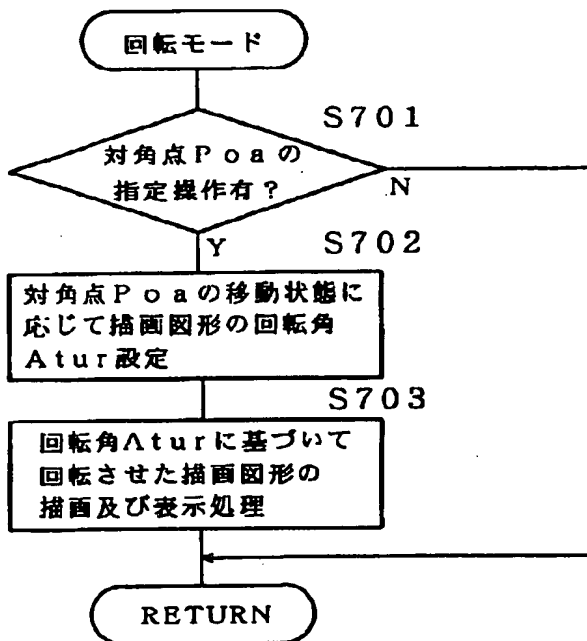 回転モード
S701
対角点Poaの
指定操作有?
N
Y
S702
対角点Poaの移動状態に
応じて描画図形の回転角
Atur設定
S703
回転角Aturに基づいて
回転させた描画図形の
描画及び表示処理
RETURN